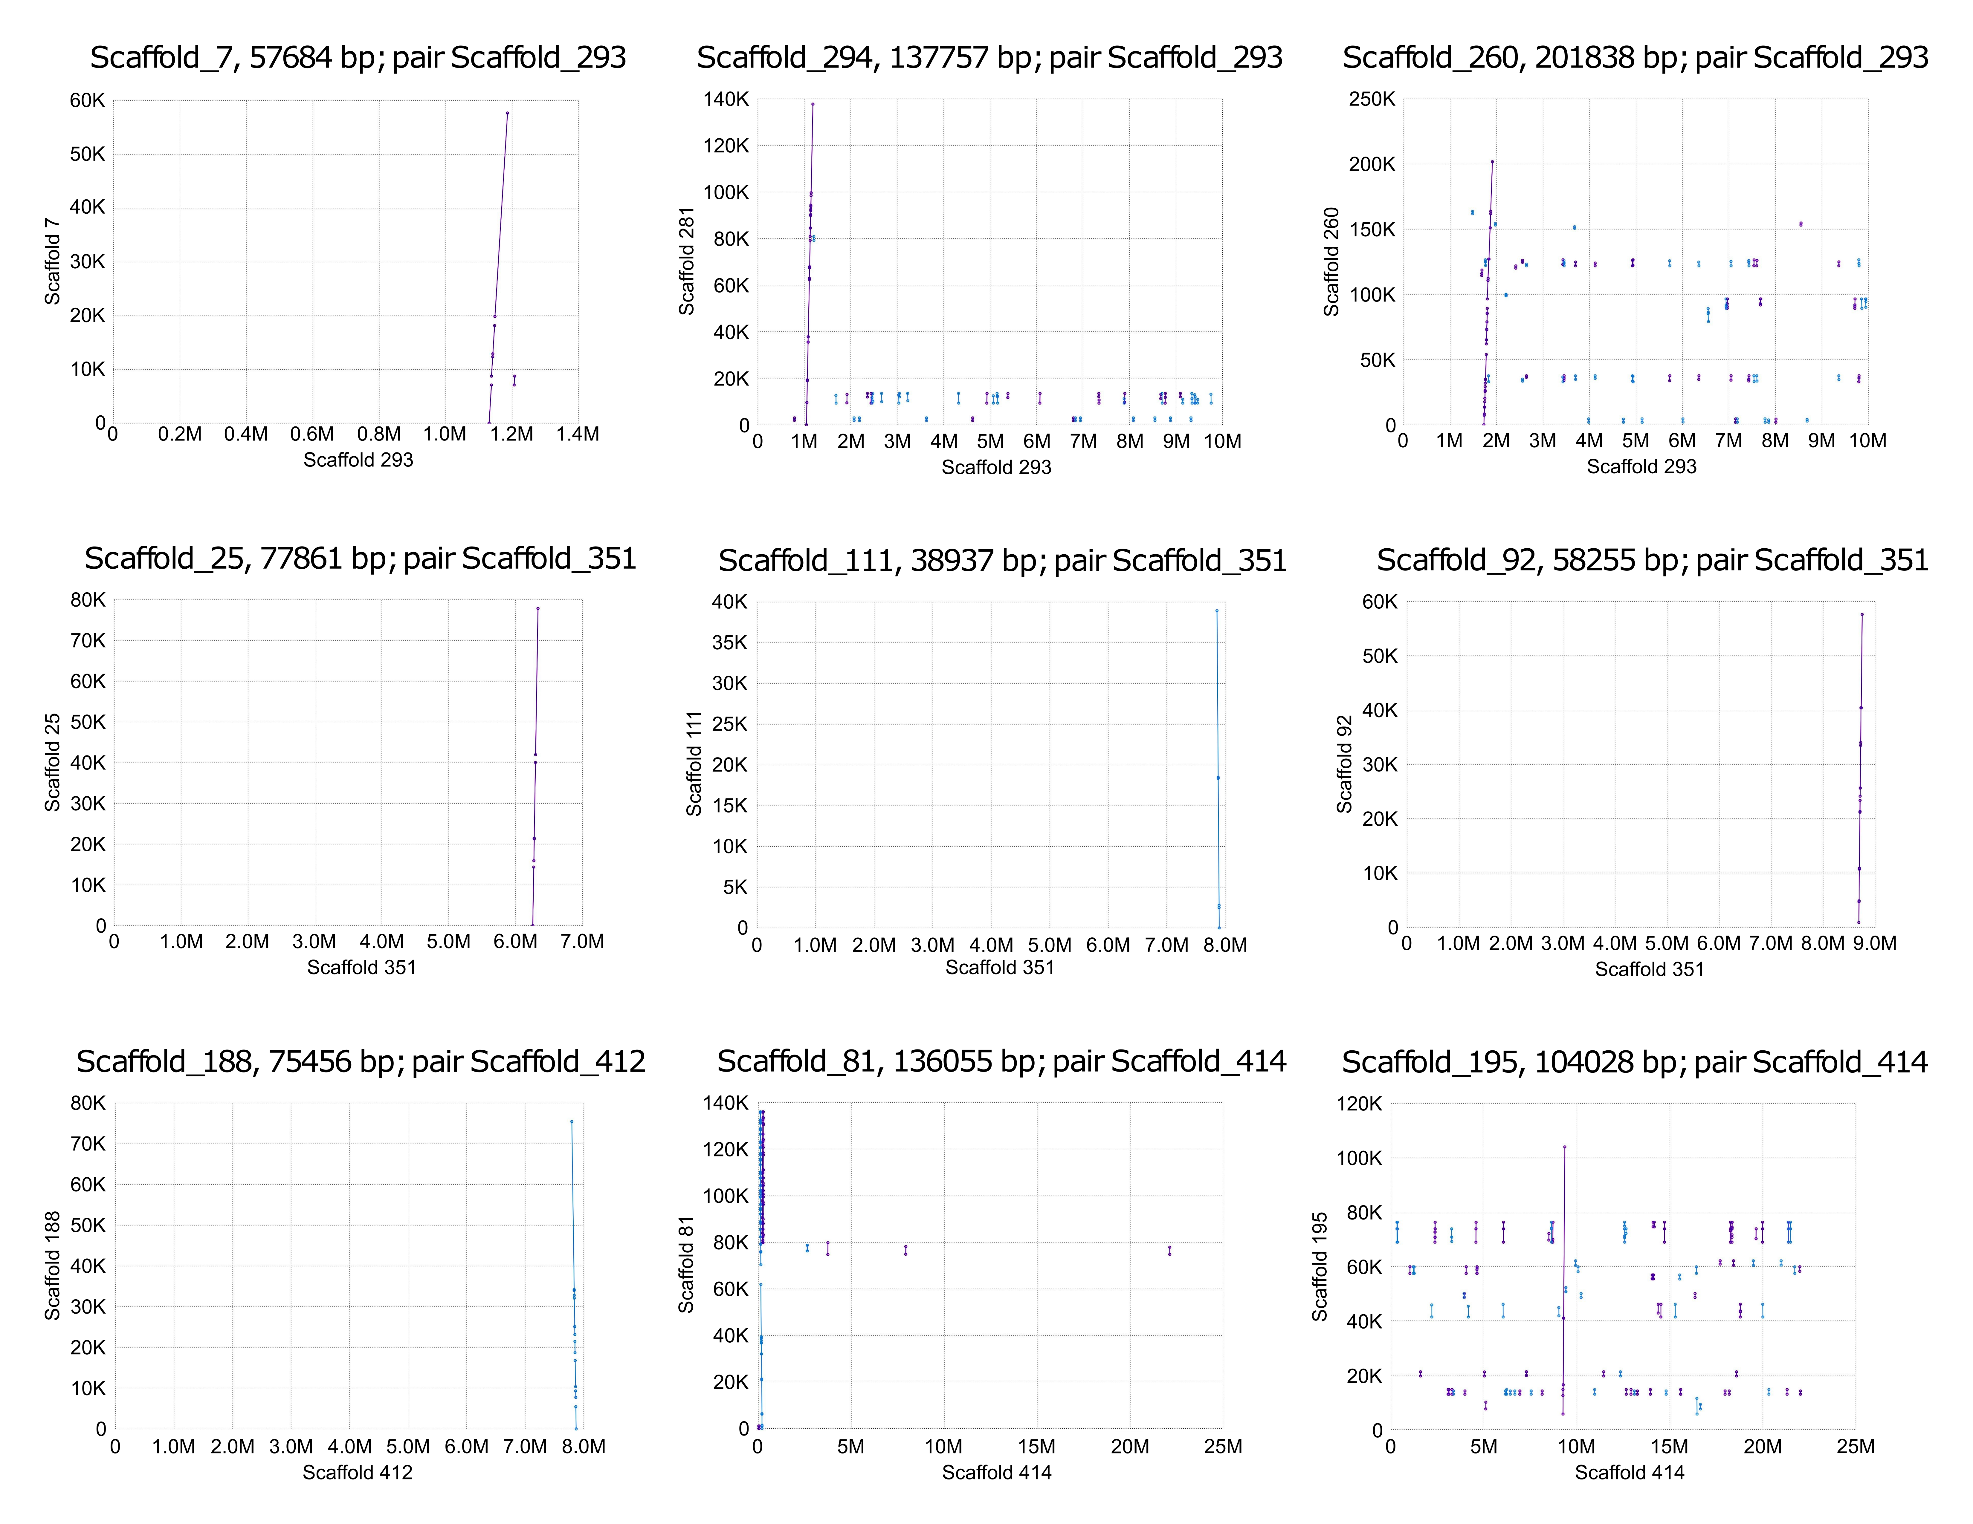 Scaffold_7, 57684 bp; pair Scaffold_293
60K
50K
40K
30K
20K
10K
0
Scaffold 7
0 0.2M 0.4M 0.6M 0.8M 1.0M 1.2M 1.4M
Scaffold 293
Scaffold_294, 137757 bp; pair Scaffold_293
140K
120K
100K
80K
60K
40K
20K
0
Scaffold 281
0 1M 2M 3M 4M 5M 6M 7M 8M 9M 10M
Scaffold 293
Scaffold_260, 201838 bp; pair Scaffold_293
250K
200K
150K
100K
50K
0
Scaffold 260
0 1M 2M 3M 4M 5M 6M 7M 8M 9M 10M
Scaffold 293
Scaffold_25, 77861 bp; pair Scaffold_351
80K
70K
60K
50K
40K
30K
20K
10K
0
Scaffold 25
0 1.0M 2.0M 3.0M 4.0M 5.0M 6.0M 7.0M
Scaffold 351
Scaffold_111, 38937 bp; pair Scaffold_351
40K
35K
30K
25K
20K
15K
10K
5K
0
Scaffold 111
0 1.0M 2.0M 3.0M 4.0M 5.0M 6.0M 7.0M 8.0M
Scaffold 351
Scaffold_92, 58255 bp; pair Scaffold_351
60K
50K
40K
30K
20K
10K
0
Scaffold 92
0 1.0M 2.0M 3.0M 4.0M 5.0M 6.0M 7.0M 8.0M 9.0M
Scaffold 351
Scaffold_188, 75456 bp; pair Scaffold_412
80K
70K
60K
50K
40K
30K
20K
10K
0
Scaffold 188
0 1.0M 2.0M 3.0M 4.0M 5.0M 6.0M 7.0M 8.0M
Scaffold 412
Scaffold_81, 136055 bp; pair Scaffold_414
140K
120K
100K
80K
60K
40K
20K
0
Scaffold 81
0 5M 10M 15M 20M 25M
Scaffold 414
Scaffold_195, 104028 bp; pair Scaffold_414
120K
100K
80K
60K
40K
20K
0
Scaffold 195
0 5M 10M 15M 20M 25M
Scaffold 414